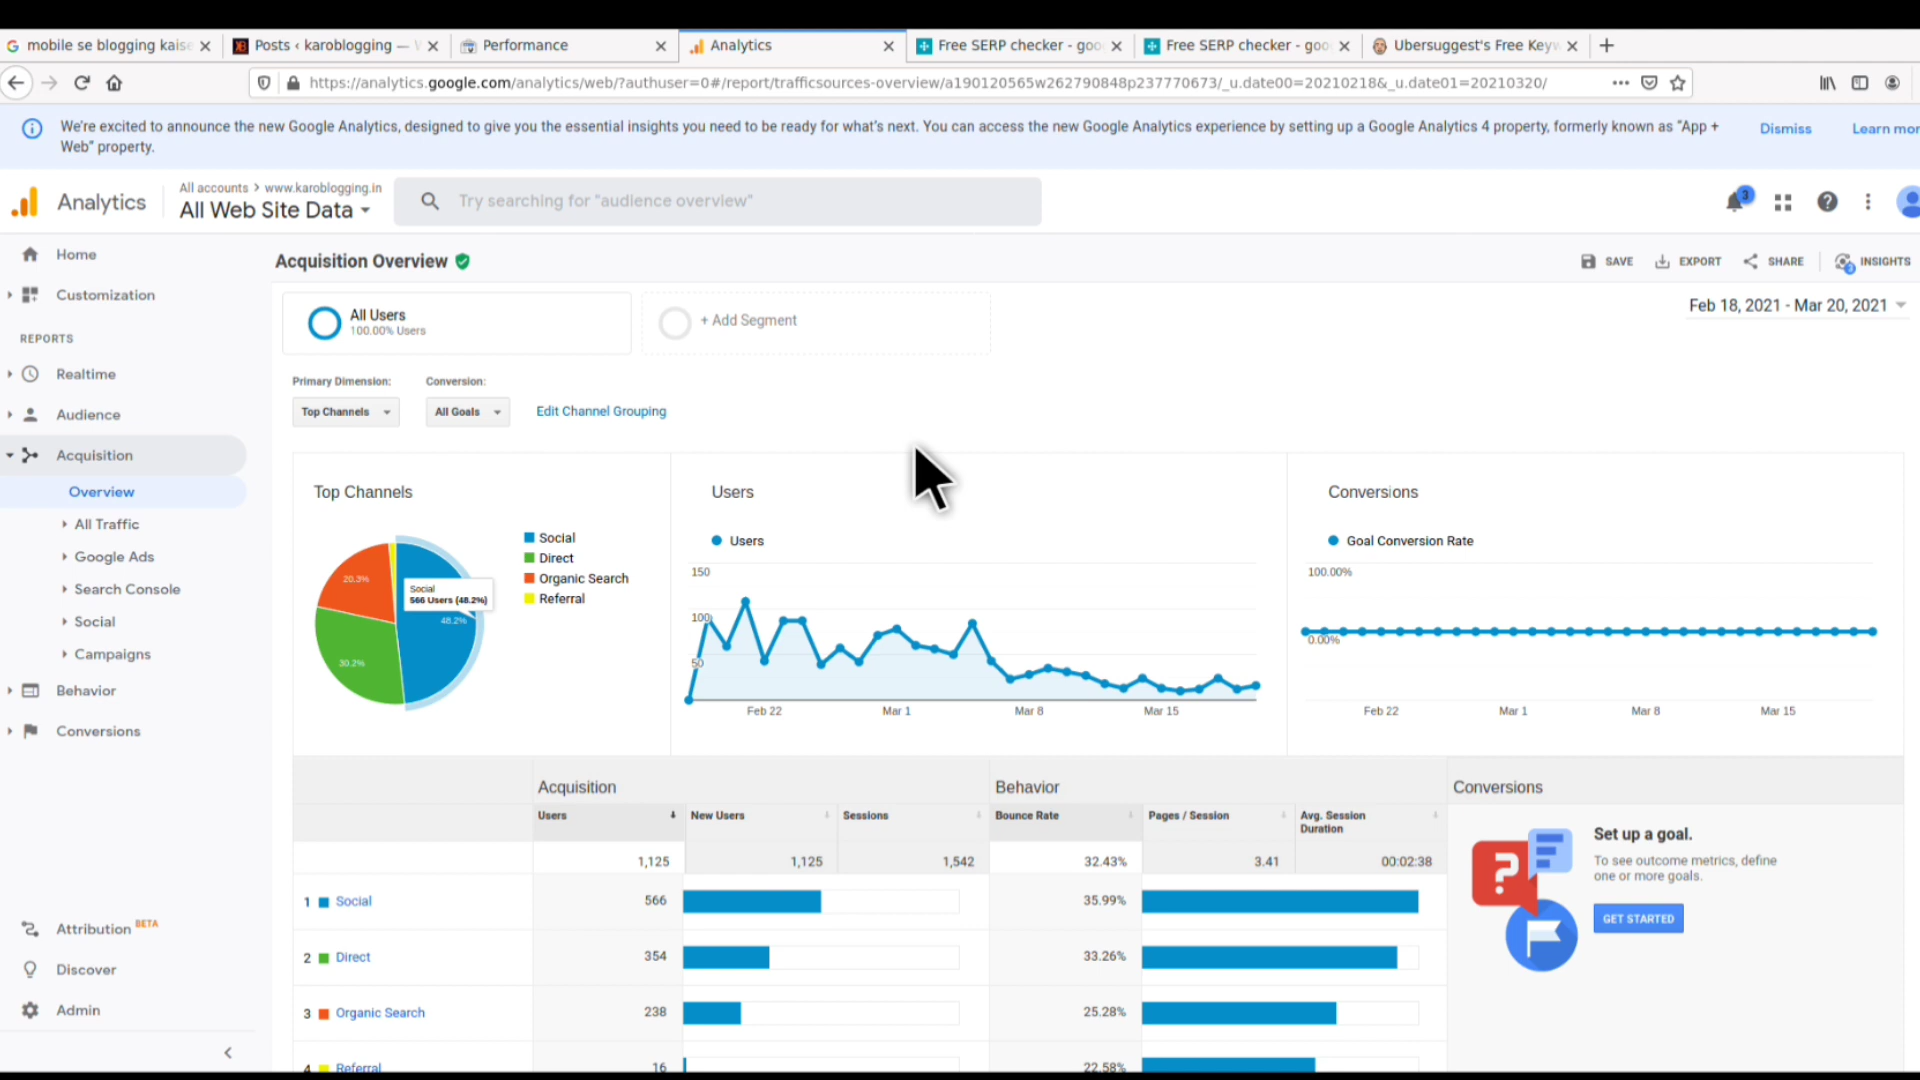 mobile se blogging kaise
Posts ‹ karoblogging —
Performance
Analytics
Free SERP checker - goo
Free SERP checker - goo
Ubersuggest's Free Keyw
https://analytics.google.com/analytics/web/?authuser=0#/report/trafficsources-overview/a190120565w262790848p237770673/_u.date00=20210218&_u.date01=20210320/
We're excited to announce the new Google Analytics, designed to give you the essential insights you need to be ready for what's next. You can access the new Google Analytics experience by setting up a Google Analytics 4 property, formerly known as "App +
Web" property.
Dismiss
Learn mor
Analytics
All accounts > www.karoblogging.in
All Web Site Data
Try searching for "audience overview"
3
Home
Customization
REPORTS
Realtime
Audience
Acquisition
Overview
All Traffic
Google Ads
Search Console
Social
Campaigns
Behavior
Conversions
Attribution BETA
Discover
Admin
Acquisition Overview
SAVE
EXPORT
SHARE
INSIGHTS
All Users
100.00% Users
+ Add Segment
Feb 18, 2021 - Mar 20, 2021
Primary Dimension:
Conversion:
Top Channels
All Goals
Edit Channel Grouping
Top Channels
Social
Direct
Organic Search
Referral
20.3%
Social
566 Users (48.2%)
48.2%
30.2%
Users
Users
150
100
50
Feb 22
Mar 1
Mar 8
Mar 15
Conversions
Goal Conversion Rate
100.00%
0.00%
Feb 22
Mar 1
Mar 8
Mar 15
Acquisition
Behavior
Conversions
Users
New Users
Sessions
Bounce Rate
Pages / Session
Avg. Session
Duration
1,125
1,125
1,542
32.43%
3.41
00:02:38
1 Social
566
35.99%
2 Direct
354
33.26%
3 Organic Search
238
25.28%
4 Referral
16
22.58%
Set up a goal.
To see outcome metrics, define
one or more goals.
GET STARTED